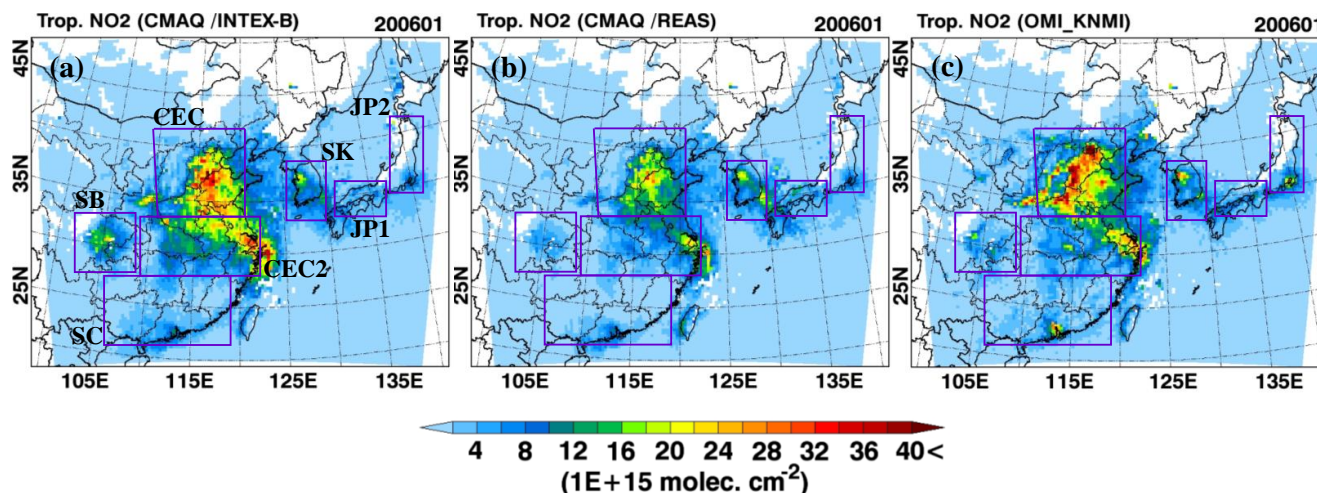 Trop. NO2 (CMAQ /INTEX-B) 200601
Trop. NO2 (CMAQ /REAS) 200601
Trop. NO2 (OMI_KNMI) 200601
45N
35N
25N
(a)
JP2
CEC
SK
SB
JP1
CEC2
SC
105E 115E 125E 135E
45N
35N
25N
(b)
105E 115E 125E 135E
45N
35N
25N
(c)
105E 115E 125E 135E
4 8 12 16 20 24 28 32 36 40<
(1E+15 molec. cm-2)